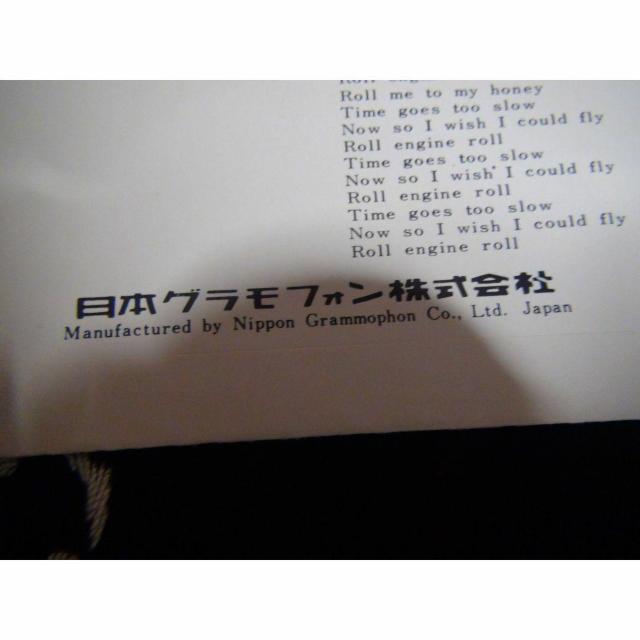 Roll me to my honey
Time goes too slow
Now so I wish I could fly
Roll engine roll
Time goes too slow
Now so I wish I could fly
Roll engine roll
Time goes too slow
Now so I wish I could fly
Roll engine roll
日本グラモフォン株式会社
Manufactured by Nippon Grammophon Co., Ltd. Japan